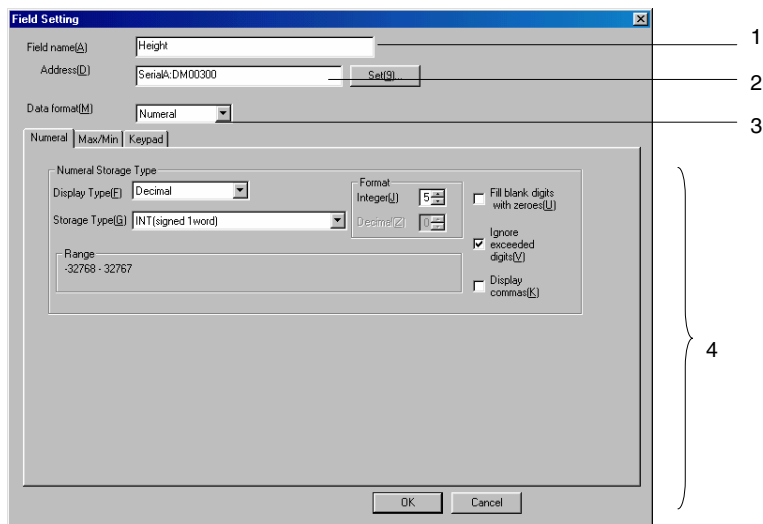 Field Setting
Field name(A) Height 1
Address(D) SerialA:DM00300 Set(9)... 2
Data format(M) Numeral 3
Numeral Max/Min Keypad
Numeral Storage Type
Display Type(F) Decimal
Format
Integer(J) 5
Fill blank digits
with zeroes(U)
Storage Type(G) INT(signed 1word)
Decimal(Z) 0
Ignore
exceeded
digits(V)
Range
-32768 - 32767
Display
commas(K)
4
OK Cancel